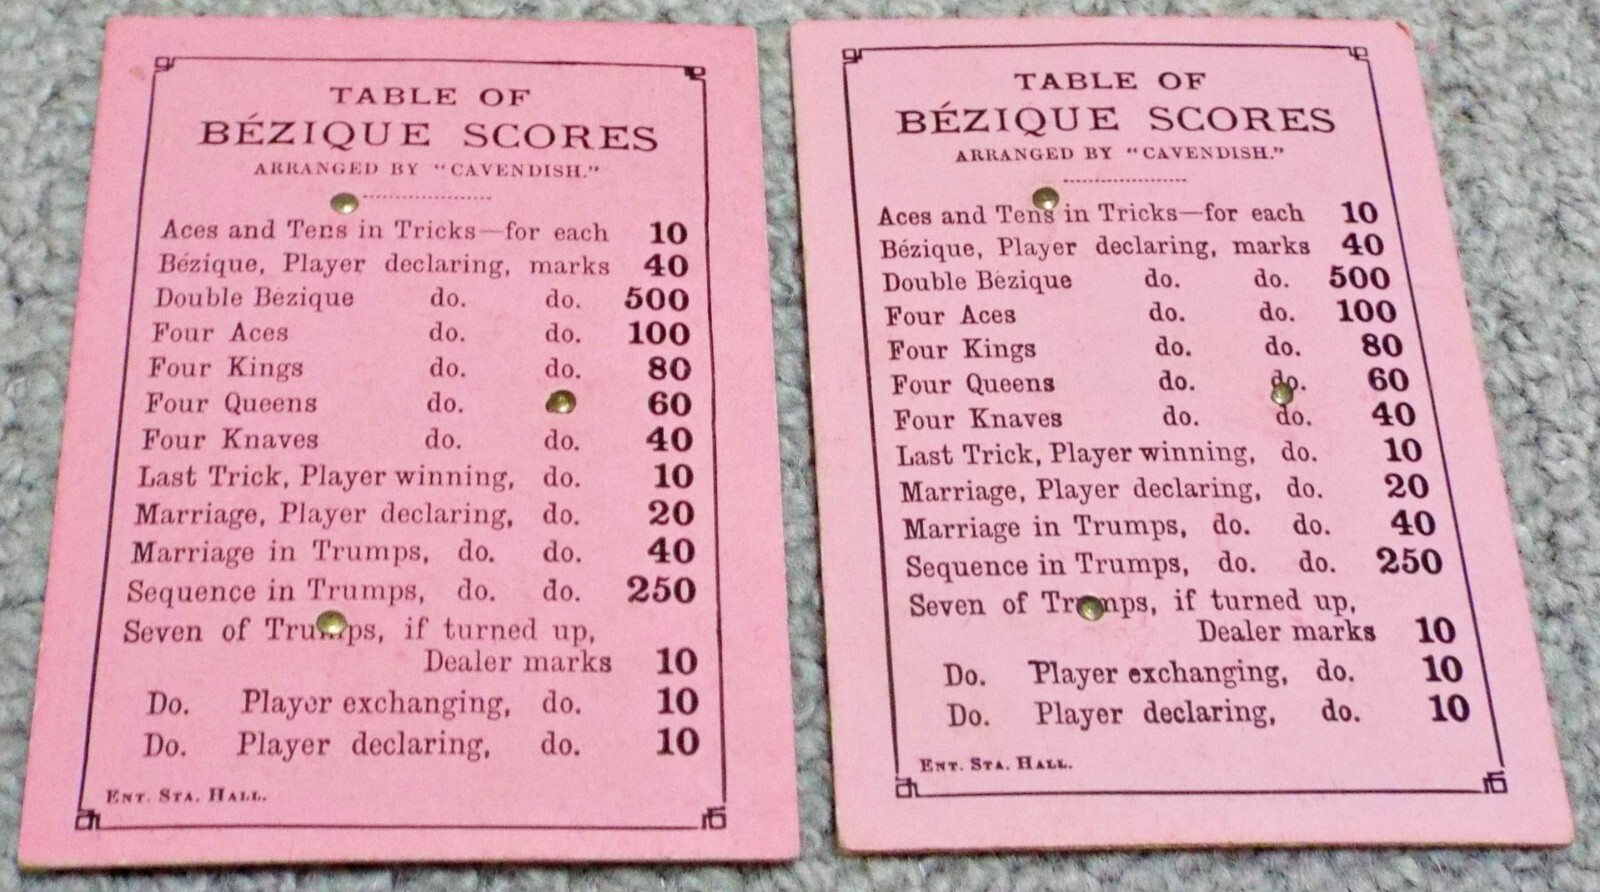 TABLE OF
BÉZIQUE SCORES
ARRANGED BY "CAVENDISH."
Aces and Tens in Tricks—for each 10
Bézique, Player declaring, marks 40
Double Bézique do. do. 500
Four Aces do. do. 100
Four Kings do. do. 80
Four Queens do. 60
Four Knaves do. do. 40
Last Trick, Player winning, do. 10
Marriage, Player declaring, do. 20
Marriage in Trumps, do. do. 40
Sequence in Trumps, do. do. 250
Seven of Trumps, if turned up,
Dealer marks 10
Do. Player exchanging, do. 10
Do. Player declaring, do. 10
ENT. STA. HALL.
TABLE OF
BÉZIQUE SCORES
ARRANGED BY "CAVENDISH."
Aces and Tens in Tricks—for each 10
Bézique, Player declaring, marks 40
Double Bézique do. do. 500
Four Aces do. do. 100
Four Kings do. do. 80
Four Queens do. do. 60
Four Knaves do. do. 40
Last Trick, Player winning, do. 10
Marriage, Player declaring, do. 20
Marriage in Trumps, do. do. 40
Sequence in Trumps, do. do. 250
Seven of Trumps, if turned up,
Dealer marks 10
Do. Player exchanging, do. 10
Do. Player declaring, do. 10
ENT. STA. HALL.